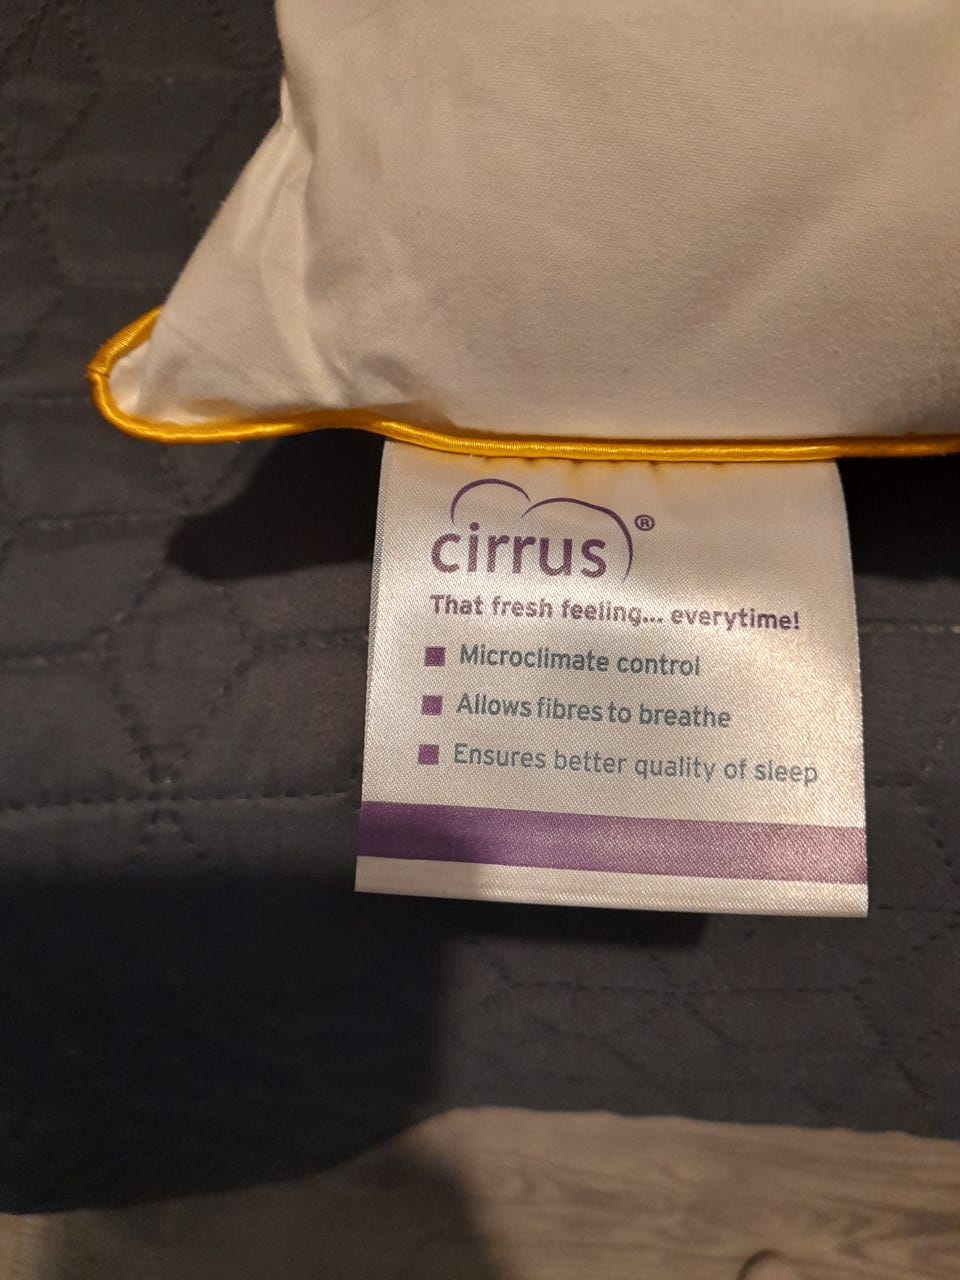 cirrus®
That fresh feeling... everytime!
Microclimate control
Allows fibres to breathe
Ensures better quality of sleep